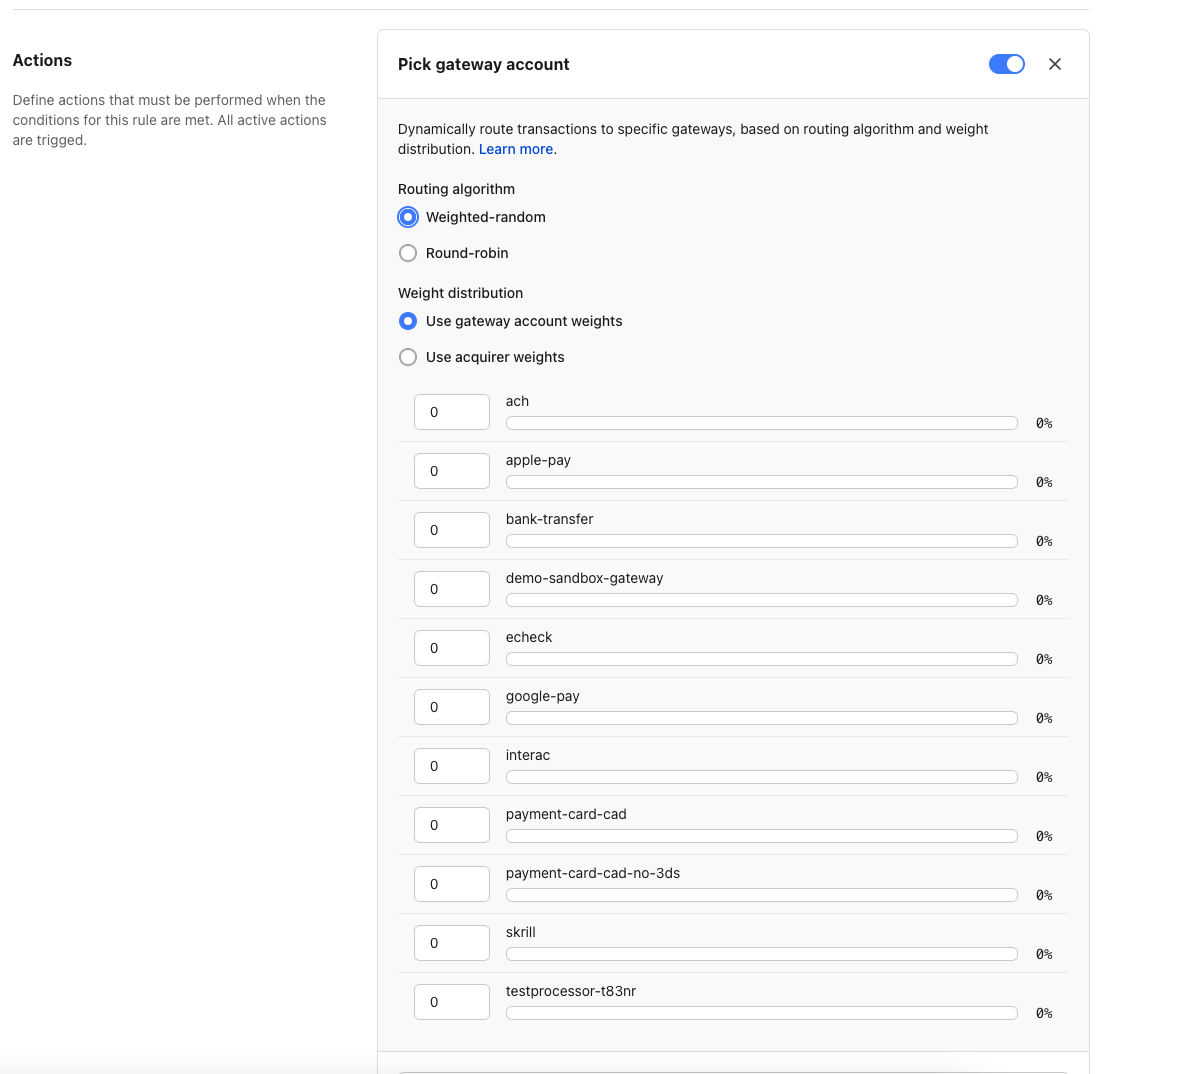 Actions
Define actions that must be performed when the
conditions for this rule are met. All active actions
are trigged.
Pick gateway account
Dynamically route transactions to specific gateways, based on routing algorithm and weight
distribution. Learn more.
Routing algorithm
Weighted-random
Round-robin
Weight distribution
Use gateway account weights
Use acquirer weights
0 ach 0%
0 apple-pay 0%
0 bank-transfer 0%
0 demo-sandbox-gateway 0%
0 echeck 0%
0 google-pay 0%
0 interac 0%
0 payment-card-cad 0%
0 payment-card-cad-no-3ds 0%
0 skrill 0%
0 testprocessor-t83nr 0%